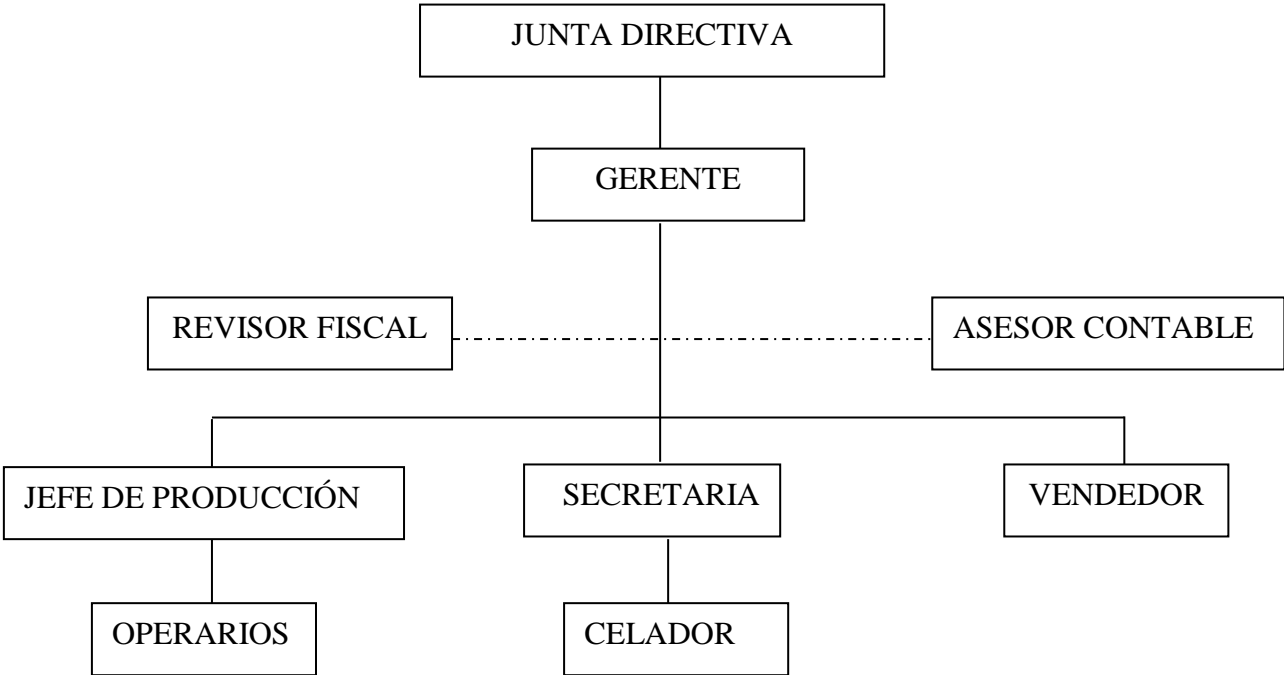 JUNTA DIRECTIVA
GERENTE
REVISOR FISCAL
ASESOR CONTABLE
JEFE DE PRODUCCIÓN
SECRETARIA
VENDEDOR
OPERARIOS
CELADOR